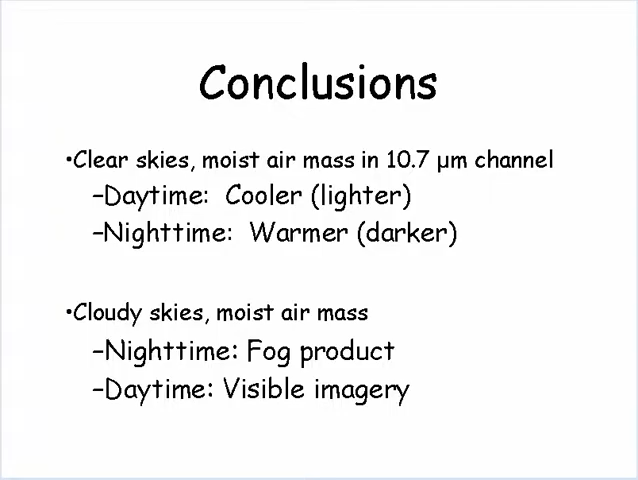 Conclusions
•Clear skies, moist air mass in 10.7 µm channel
–Daytime:  Cooler (lighter)
–Nighttime:  Warmer (darker)
•Cloudy skies, moist air mass
–Nighttime: Fog product
–Daytime: Visible imagery